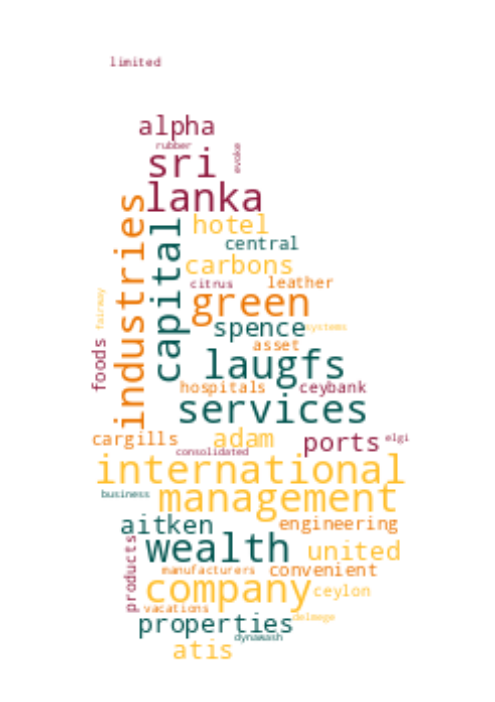 limited
alpha
rubber
evoke
sri
lanka
industries
capital
hotel
central
carbons
citrus
leather
green
fairway
spence
systems
asset
foods
laugfs
hospitals
ceybank
services
cargills
adam
ports
elgi
consolidated
international
business
management
aitken
engineering
wealth
united
products
manufacturers
convenient
company
ceylon
vacations
delmege
properties
dynawash
atis